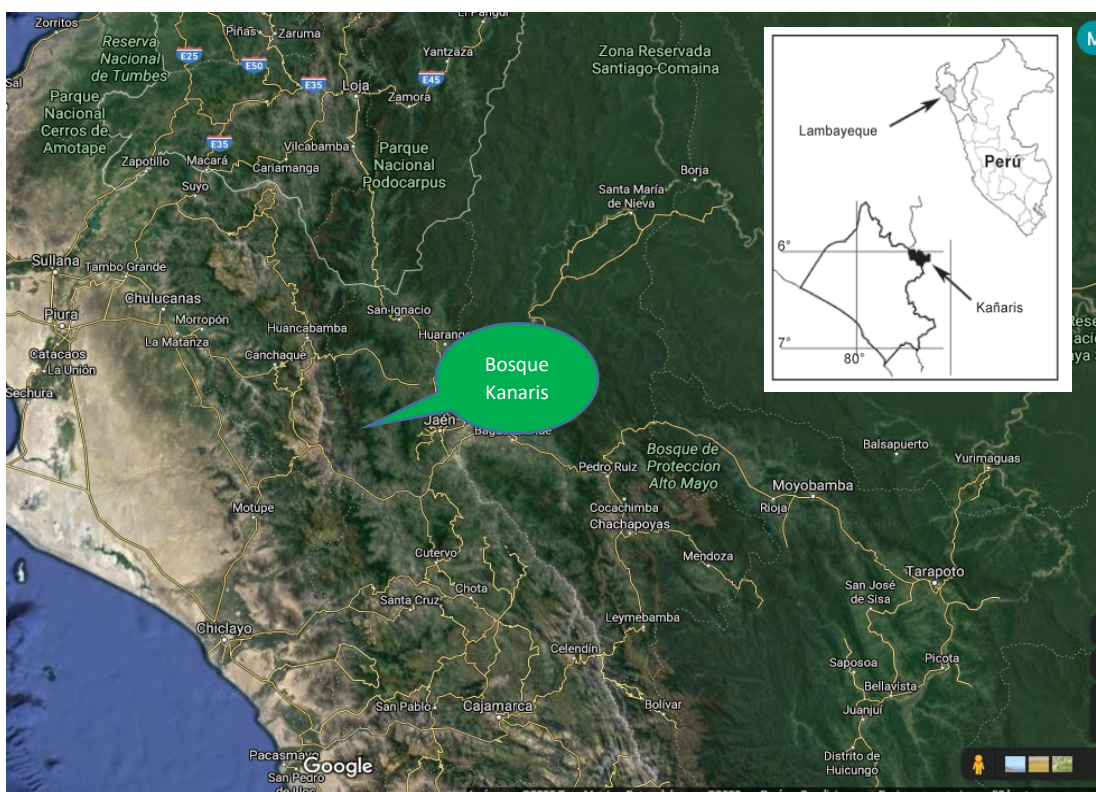 Zorritos
Reserva
Nacional
de Tumbes
Piñas
Zaruma
E25
E50
E35
Loja
Yantzaza
E45
Zamora
Zona Reservada
Santiago-Comaina
Parque
Nacional
Cerros de
Amotape
E35
Vilcabamba
Zapotillo
Macará
Cariamanga
Suyo
Parque
Nacional
Podocarpus
Borja
Santa María
de Nieva
Sullana
Tambo Grande
Chulucanas
Piura
Morropón
La Matanza
Catacaos
La Unión
Sechura
Huancabamba
Canchaque
San Ignacio
Bosque
Kanaris
Jaén
Bosque de
Proteccion
Alto Mayo
Balsapuerto
Yurimaguas
Pedro Ruiz
Moyobamba
Rioja
Cocachimba
Chachapoyas
Mendoza
Motupe
Cutervo
Chota
Santa Cruz
Tarapoto
San José
de Sisa
Leymebamba
Chiclayo
Celendín
Saposoa
Picota
Bellavista
Juanjuí
San Pablo
Cajamarca
Bolívar
Distrito de
Huicungo
Pacasmayo
San Pedro
Google
Lambayeque
Perú
6°
Kañaris
7°
80°
M